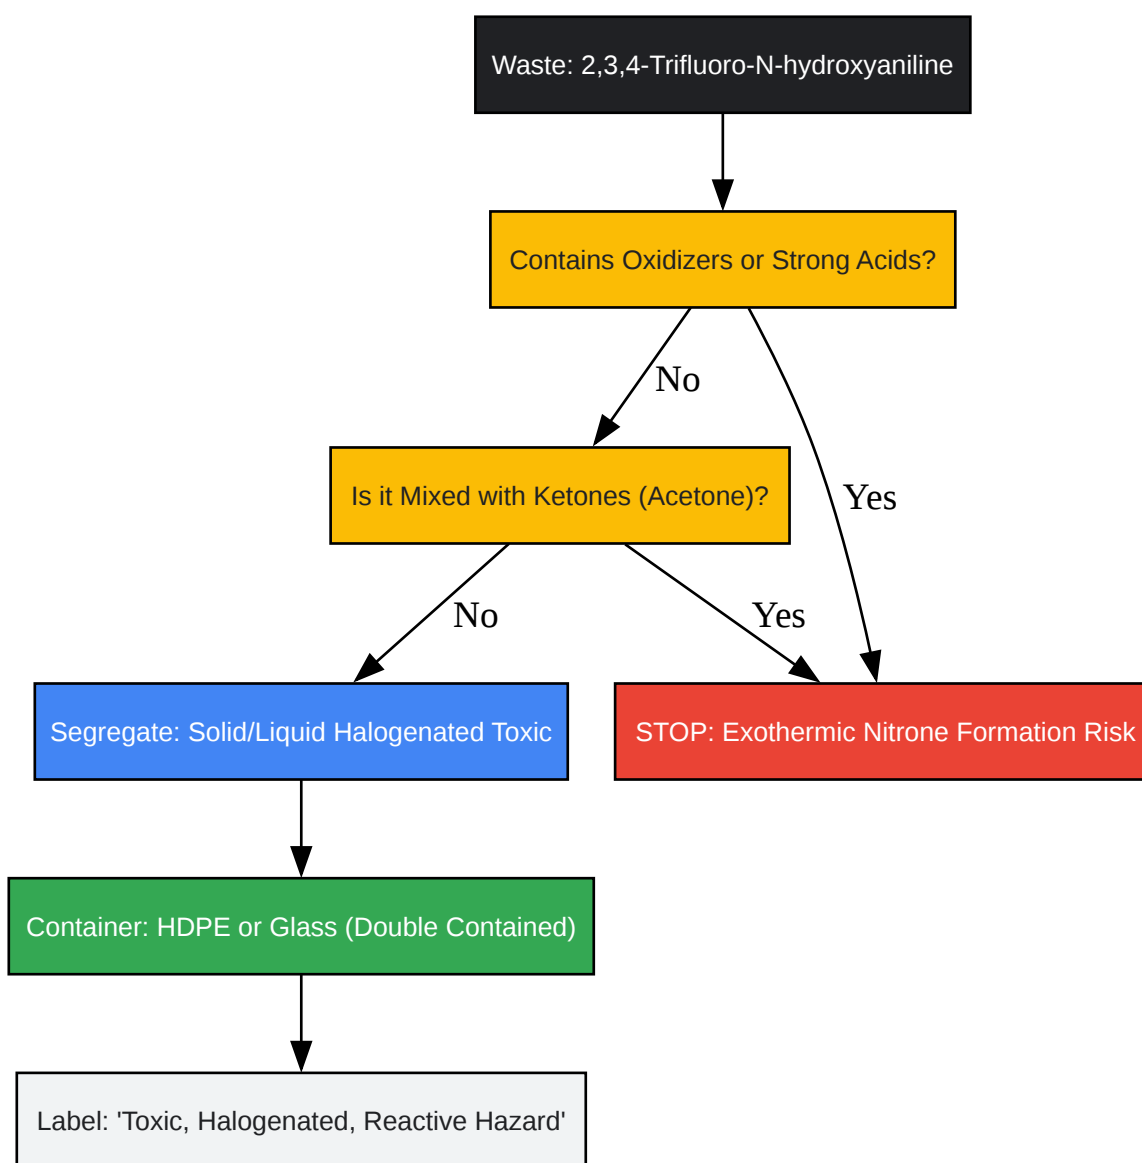 Waste: 2,3,4-Trifluoro-N-hydroxyaniline
Contains Oxidizers or Strong Acids?
No
Yes
Is it Mixed with Ketones (Acetone)?
No
Yes
Segregate: Solid/Liquid Halogenated Toxic
STOP: Exothermic Nitrone Formation Risk
Container: HDPE or Glass (Double Contained)
Label: 'Toxic, Halogenated, Reactive Hazard'